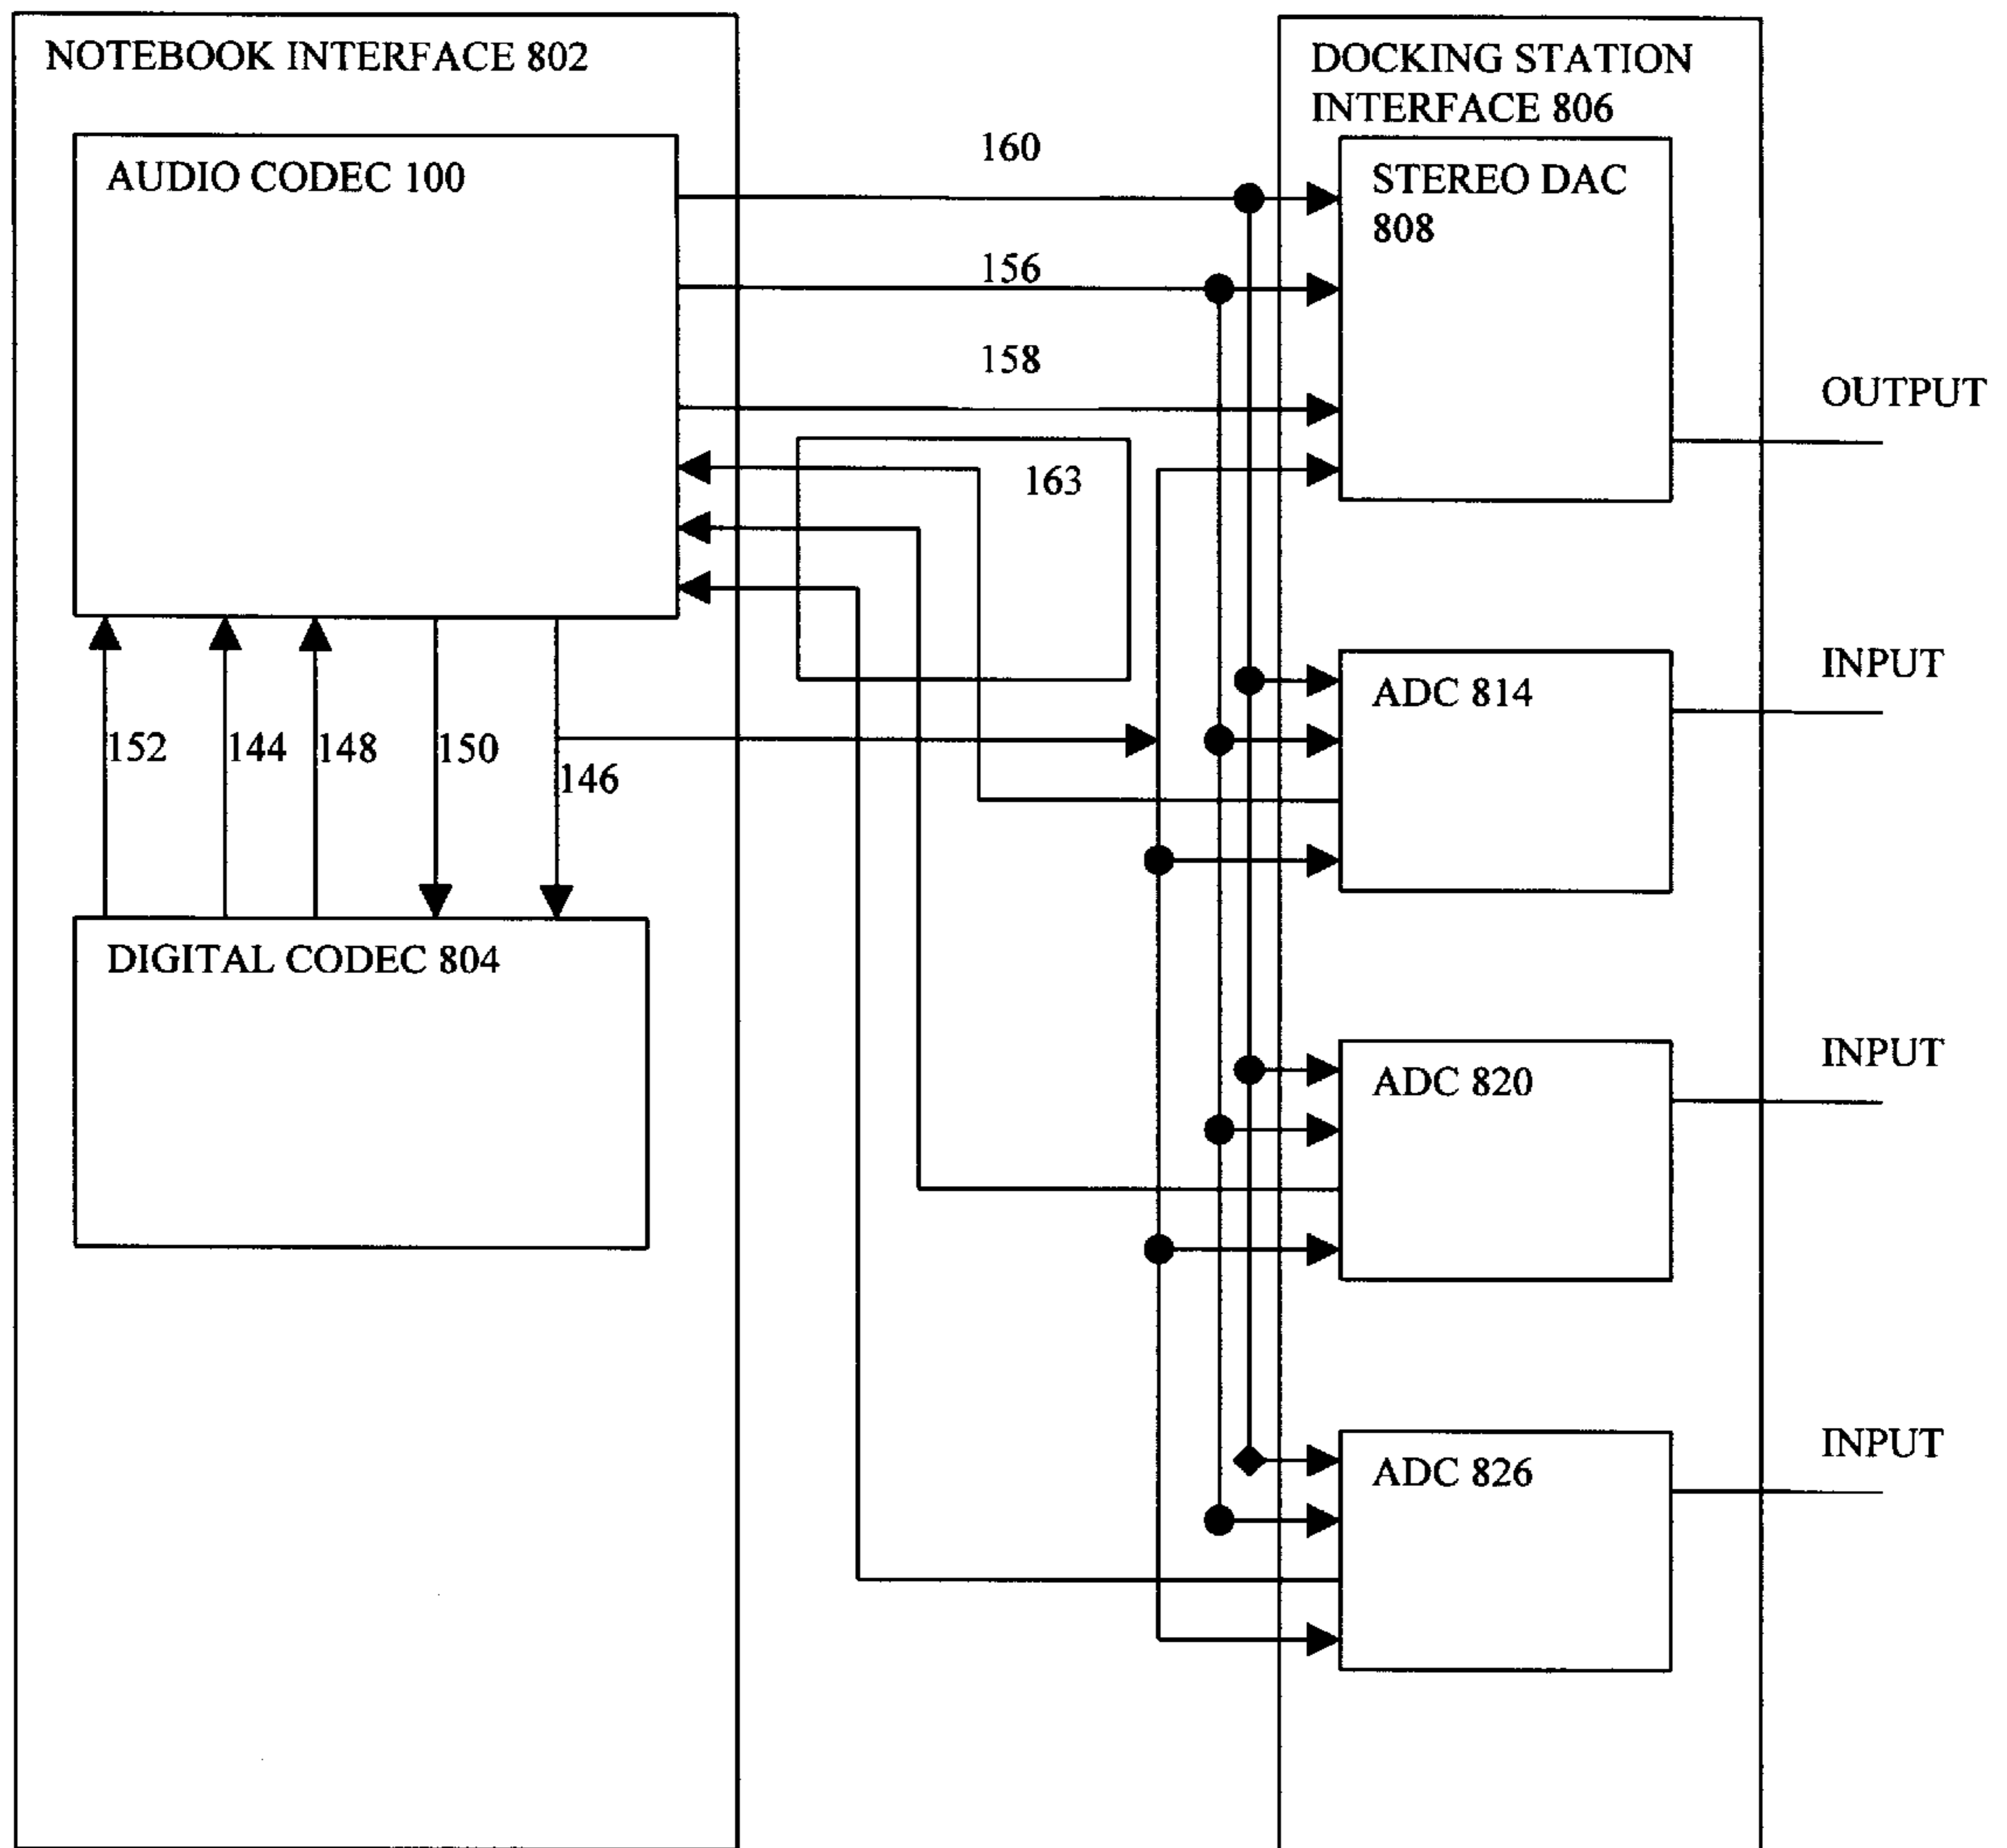 NOTEBOOK INTERFACE 802
DOCKING STATION
INTERFACE 806
AUDIO CODEC 100
160
STEREO DAC
808
156
158
OUTPUT
163
INPUT
ADC 814
152
144
148
150
146
DIGITAL CODEC 804
INPUT
ADC 820
INPUT
ADC 826